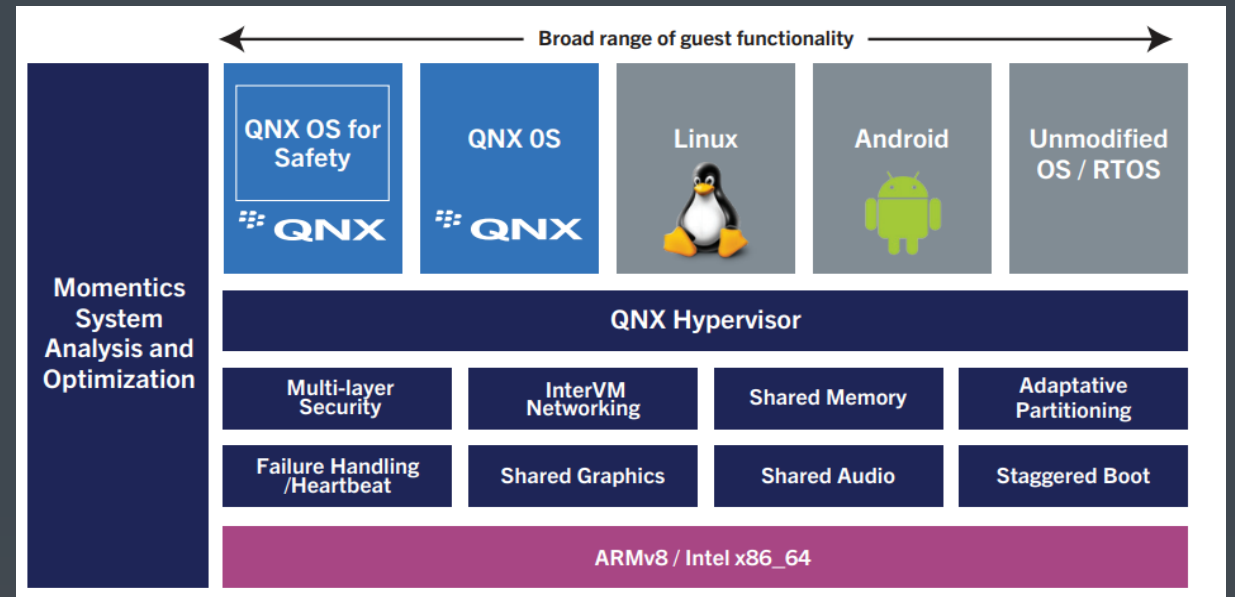 Broad range of guest functionality
Momentics
System
Analysis and
Optimization
QNX OS for
Safety
QNX
QNX 0S
QNX
Linux
Android
Unmodified
OS / RTOS
QNX Hypervisor
Multi-layer
Security
InterVM
Networking
Shared Memory
Adaptative
Partitioning
Failure Handling
/Heartbeat
Shared Graphics
Shared Audio
Staggered Boot
ARMv8 / Intel x86_64